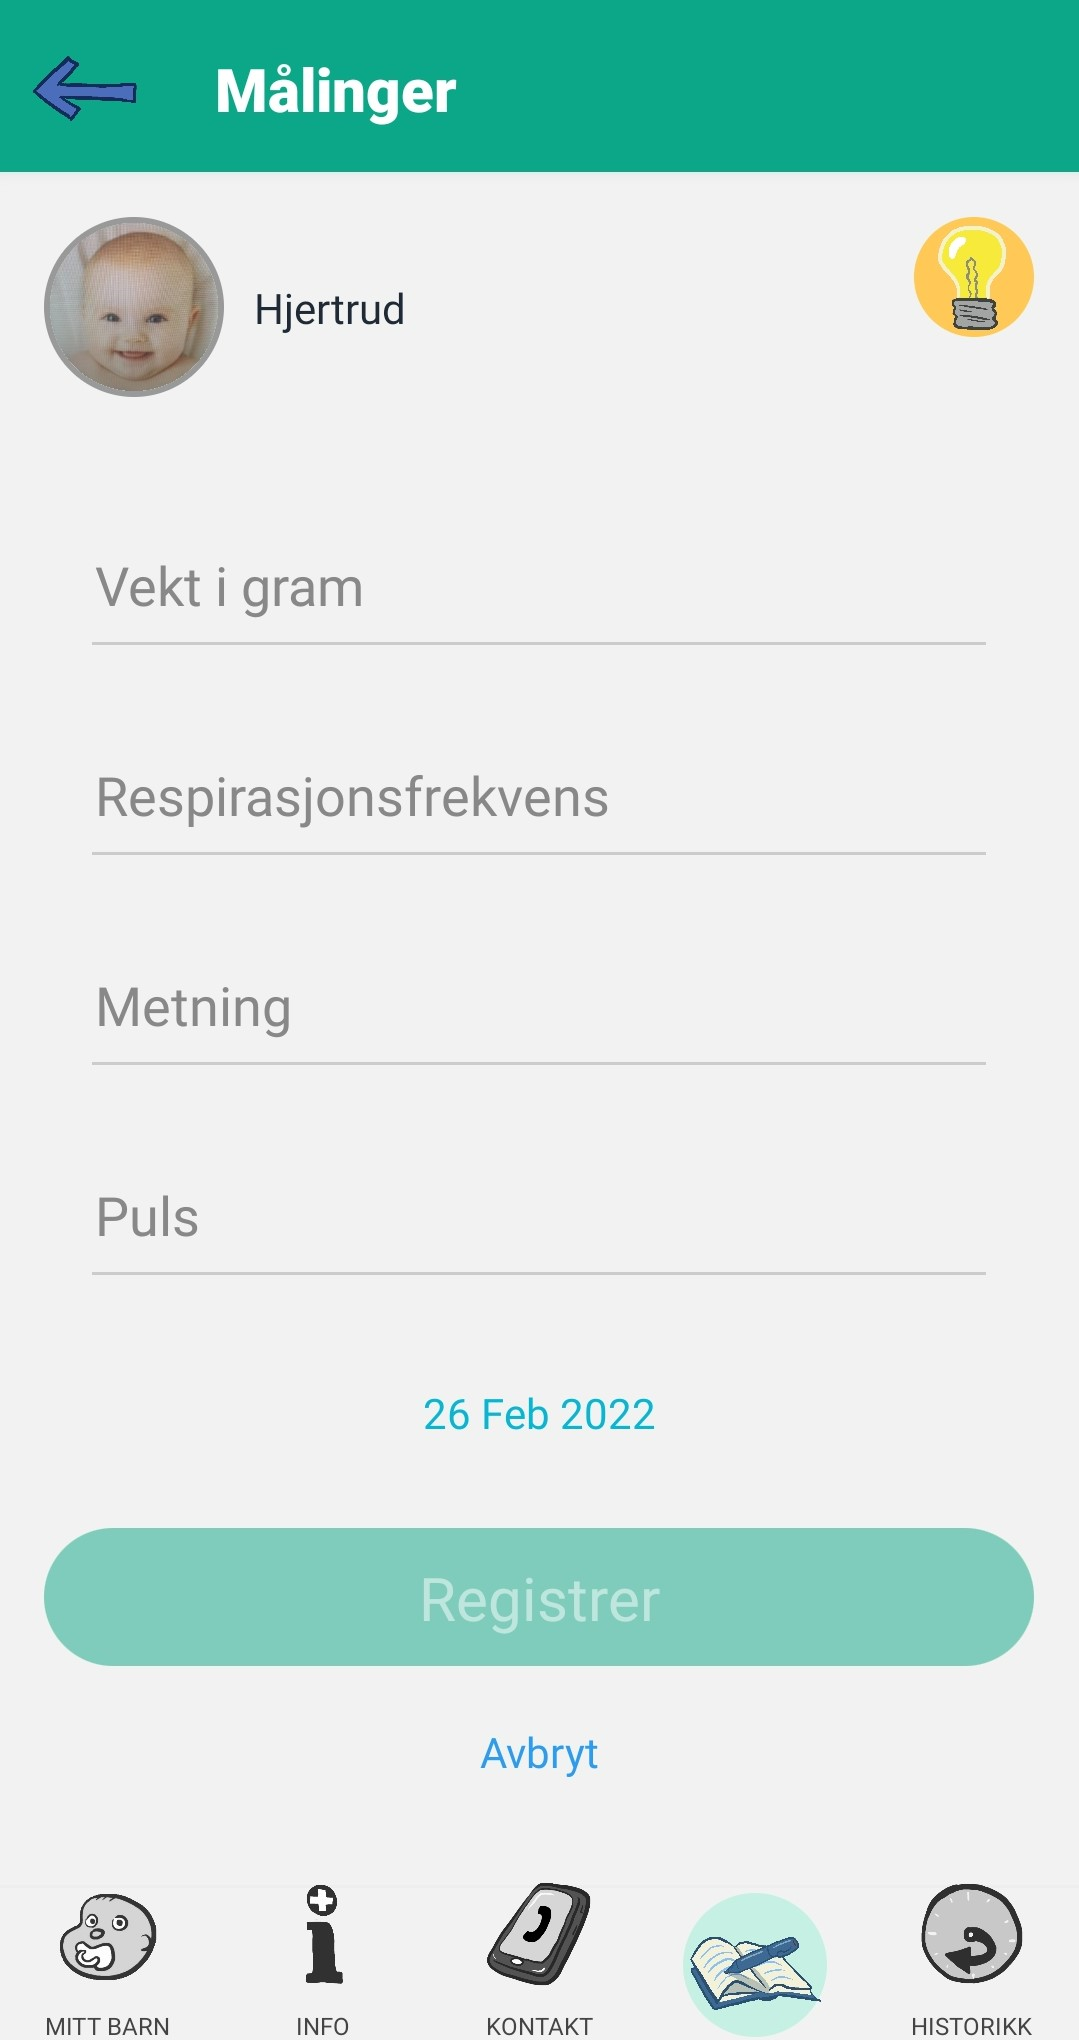 Målinger
Hjertrud
Vekt i gram
Respirasjonsfrekvens
Metning
Puls
26 Feb 2022
Registrer
Avbryt
MITT BARN
INFO
KONTAKT
HISTORIKK